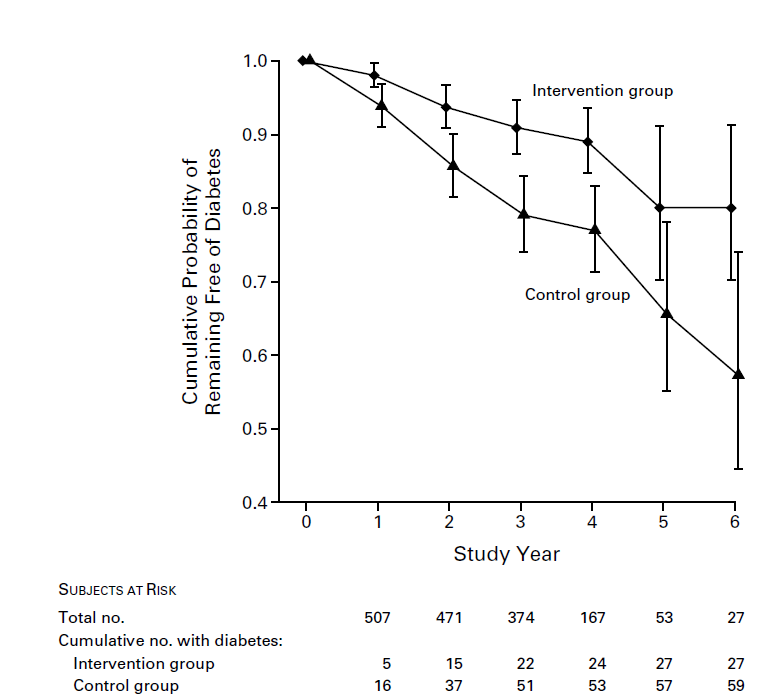 1.0
0.9
0.8
0.7
0.6
0.5
0.4
Cumulative Probability of
Remaining Free of Diabetes
Intervention group
Control group
0 1 2 3 4 5 6
Study Year
SUBJECTS AT RISK
Total no. 507 471 374 167 53 27
Cumulative no. with diabetes:
Intervention group 5 15 22 24 27 27
Control group 16 37 51 53 57 59